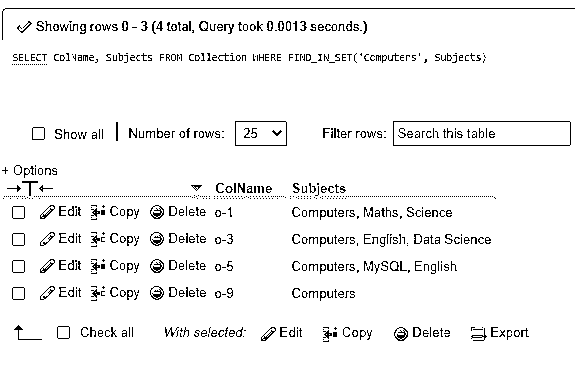 Showing rows 0 - 3 (4 total, Query took 0.0013 seconds.)
SELECT ColName, Subjects FROM Collection WHERE FIND_IN_SET('Computers', Subjects)
Show all | Number of rows: 25 Filter rows: Search this table
+ Options
←T→ ColName Subjects
Edit Copy Delete o-1 Computers, Maths, Science
Edit Copy Delete o-3 Computers, English, Data Science
Edit Copy Delete o-5 Computers, MySQL, English
Edit Copy Delete o-9 Computers
Check all With selected: Edit Copy Delete Export